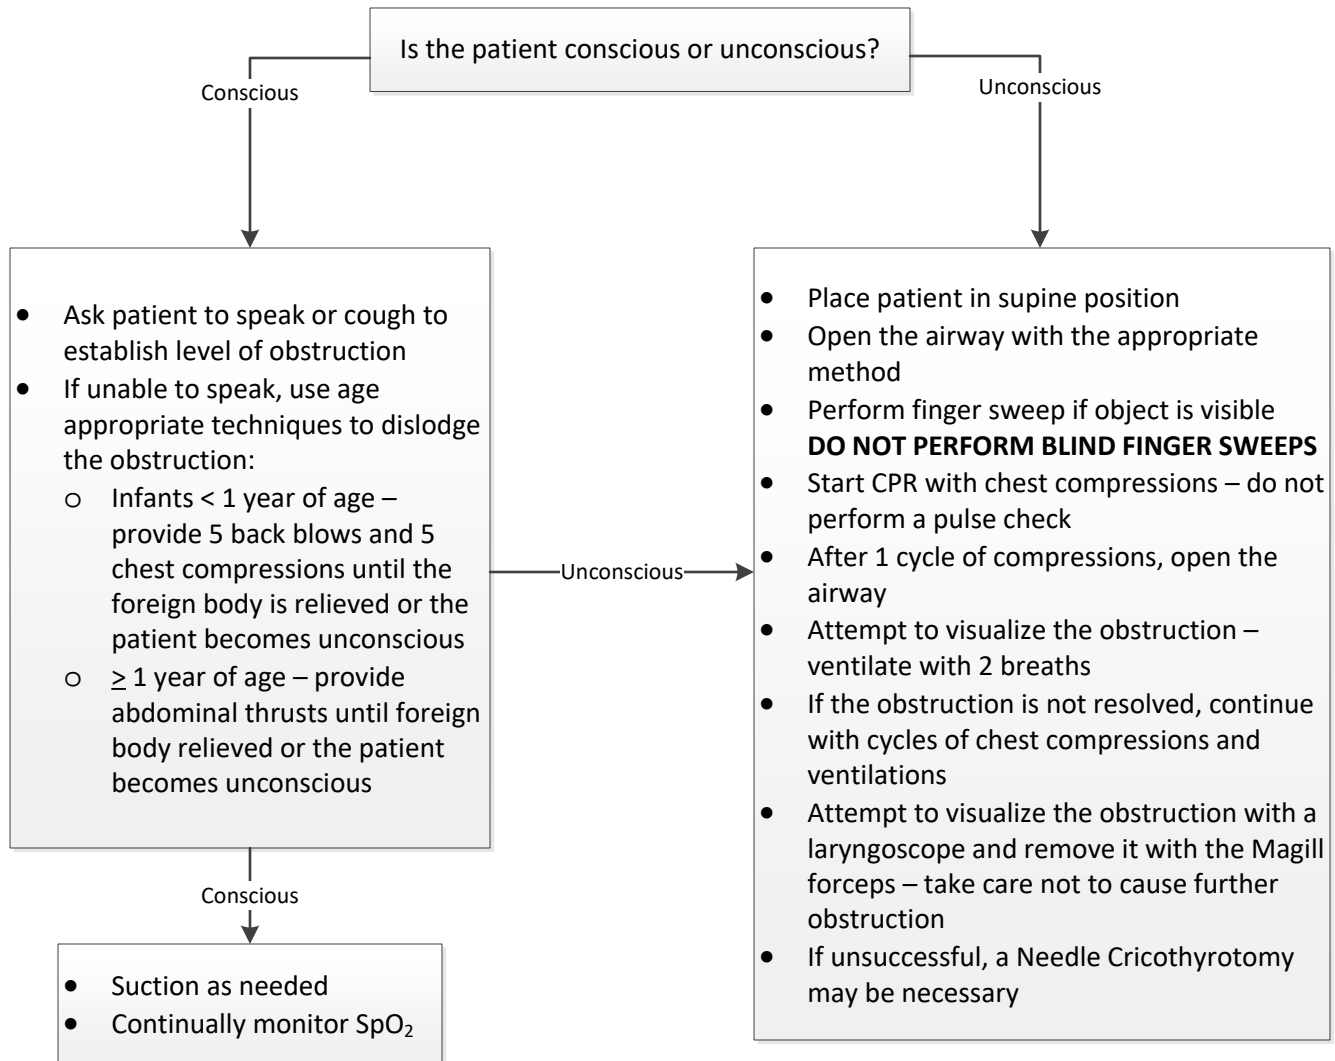 Is the patient conscious or unconscious?
Conscious
Unconscious
● Ask patient to speak or cough to
establish level of obstruction
● If unable to speak, use age
appropriate techniques to dislodge
the obstruction:
o Infants < 1 year of age –
provide 5 back blows and 5
chest compressions until the
foreign body is relieved or the
patient becomes unconscious
o ≥ 1 year of age – provide
abdominal thrusts until foreign
body relieved or the patient
becomes unconscious
Unconscious
● Place patient in supine position
● Open the airway with the appropriate
method
● Perform finger sweep if object is visible
DO NOT PERFORM BLIND FINGER SWEEPS
● Start CPR with chest compressions – do not
perform a pulse check
● After 1 cycle of compressions, open the
airway
● Attempt to visualize the obstruction –
ventilate with 2 breaths
● If the obstruction is not resolved, continue
with cycles of chest compressions and
ventilations
● Attempt to visualize the obstruction with a
laryngoscope and remove it with the Magill
forceps – take care not to cause further
obstruction
● If unsuccessful, a Needle Cricothyrotomy
may be necessary
Conscious
● Suction as needed
● Continually monitor SpO₂